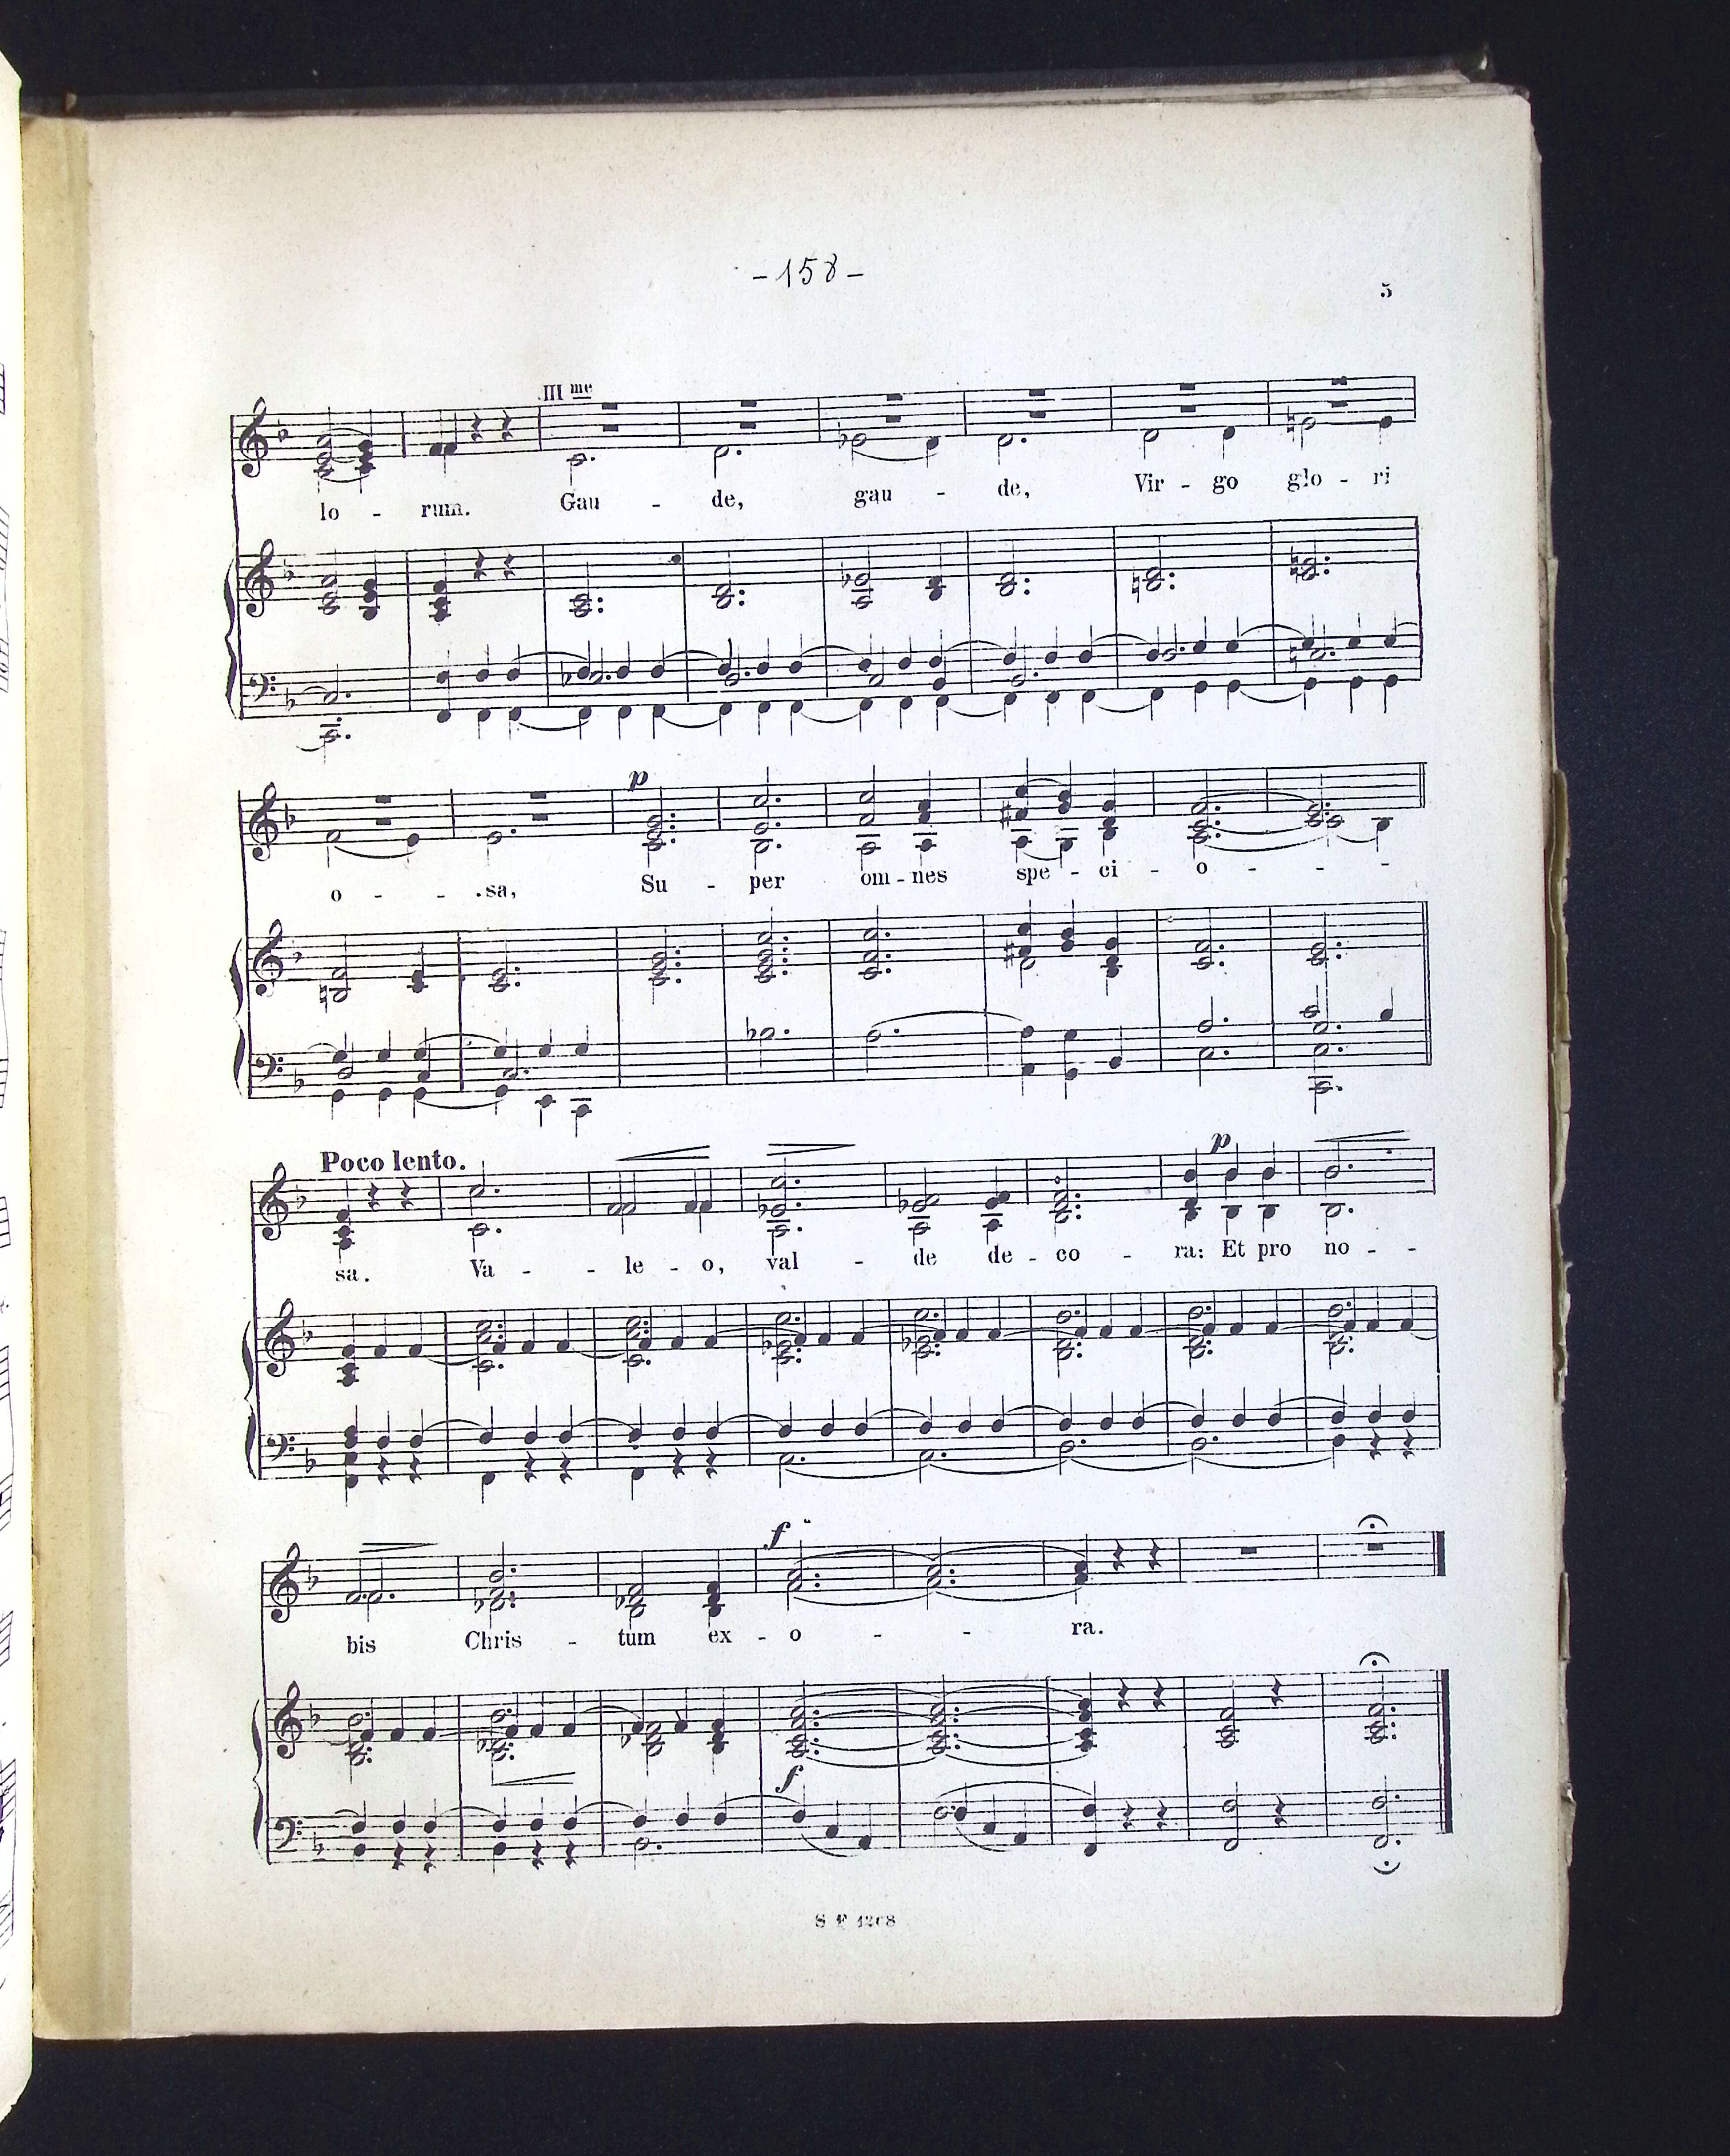 -158-
5
III me
lo - rum. Gau - de, gau - de, Vir - go glo - ri
p
o - - sa, Su - per om - nes spe - ci - o - - -
Poco lento.
p
sa. Va - - le - o, val - de de - co - ra: Et pro no - -
f
bis Chris - tum ex - o - - ra.
f
S F 1208